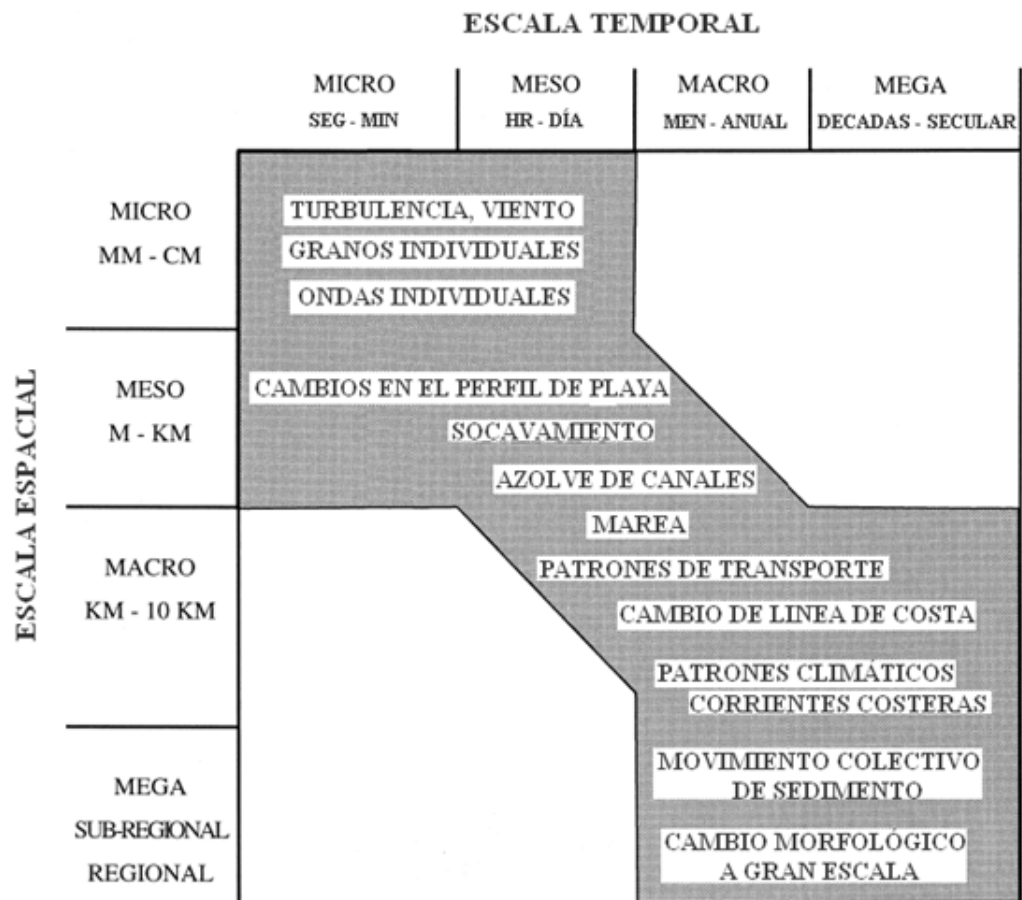 ESCALA TEMPORAL
MICRO
SEG - MIN
MESO
HR - DÍA
MACRO
MEN - ANUAL
MEGA
DECADAS - SECULAR
ESCALA ESPACIAL
MICRO
MM - CM
TURBULENCIA, VIENTO
GRANOS INDIVIDUALES
ONDAS INDIVIDUALES
MESO
M - KM
CAMBIOS EN EL PERFIL DE PLAYA
SOCAVAMIENTO
AZOLVE DE CANALES
MACRO
KM - 10 KM
MAREA
PATRONES DE TRANSPORTE
CAMBIO DE LINEA DE COSTA
PATRONES CLIMÁTICOS
CORRIENTES COSTERAS
MEGA
SUB-REGIONAL
REGIONAL
MOVIMIENTO COLECTIVO
DE SEDIMENTO
CAMBIO MORFOLÓGICO
A GRAN ESCALA